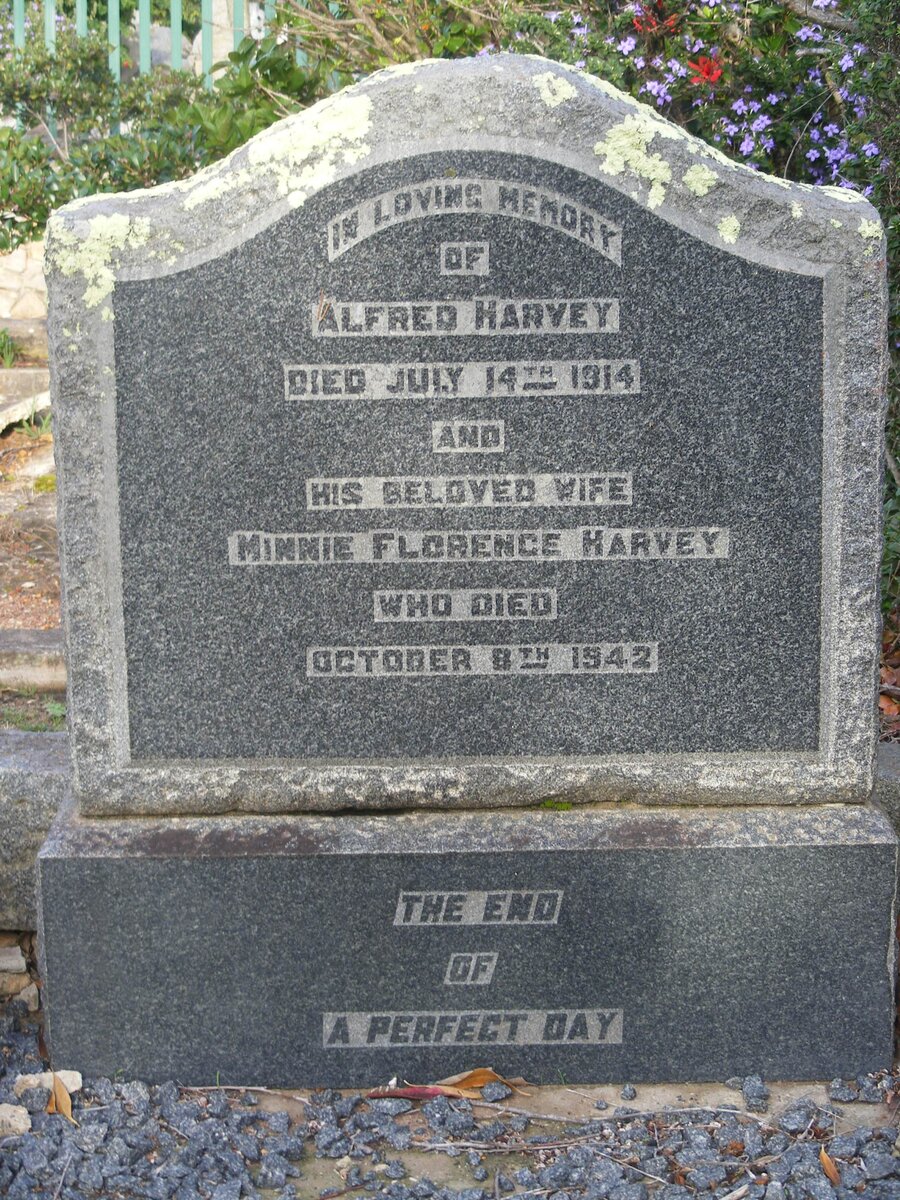 IN LOVING MEMORY
OF
ALFRED HARVEY
DIED JULY 14TH 1914
AND
HIS BELOVED WIFE
MINNIE FLORENCE HARVEY
WHO DIED
OCTOBER 8TH 1942
THE END
OF
A PERFECT DAY